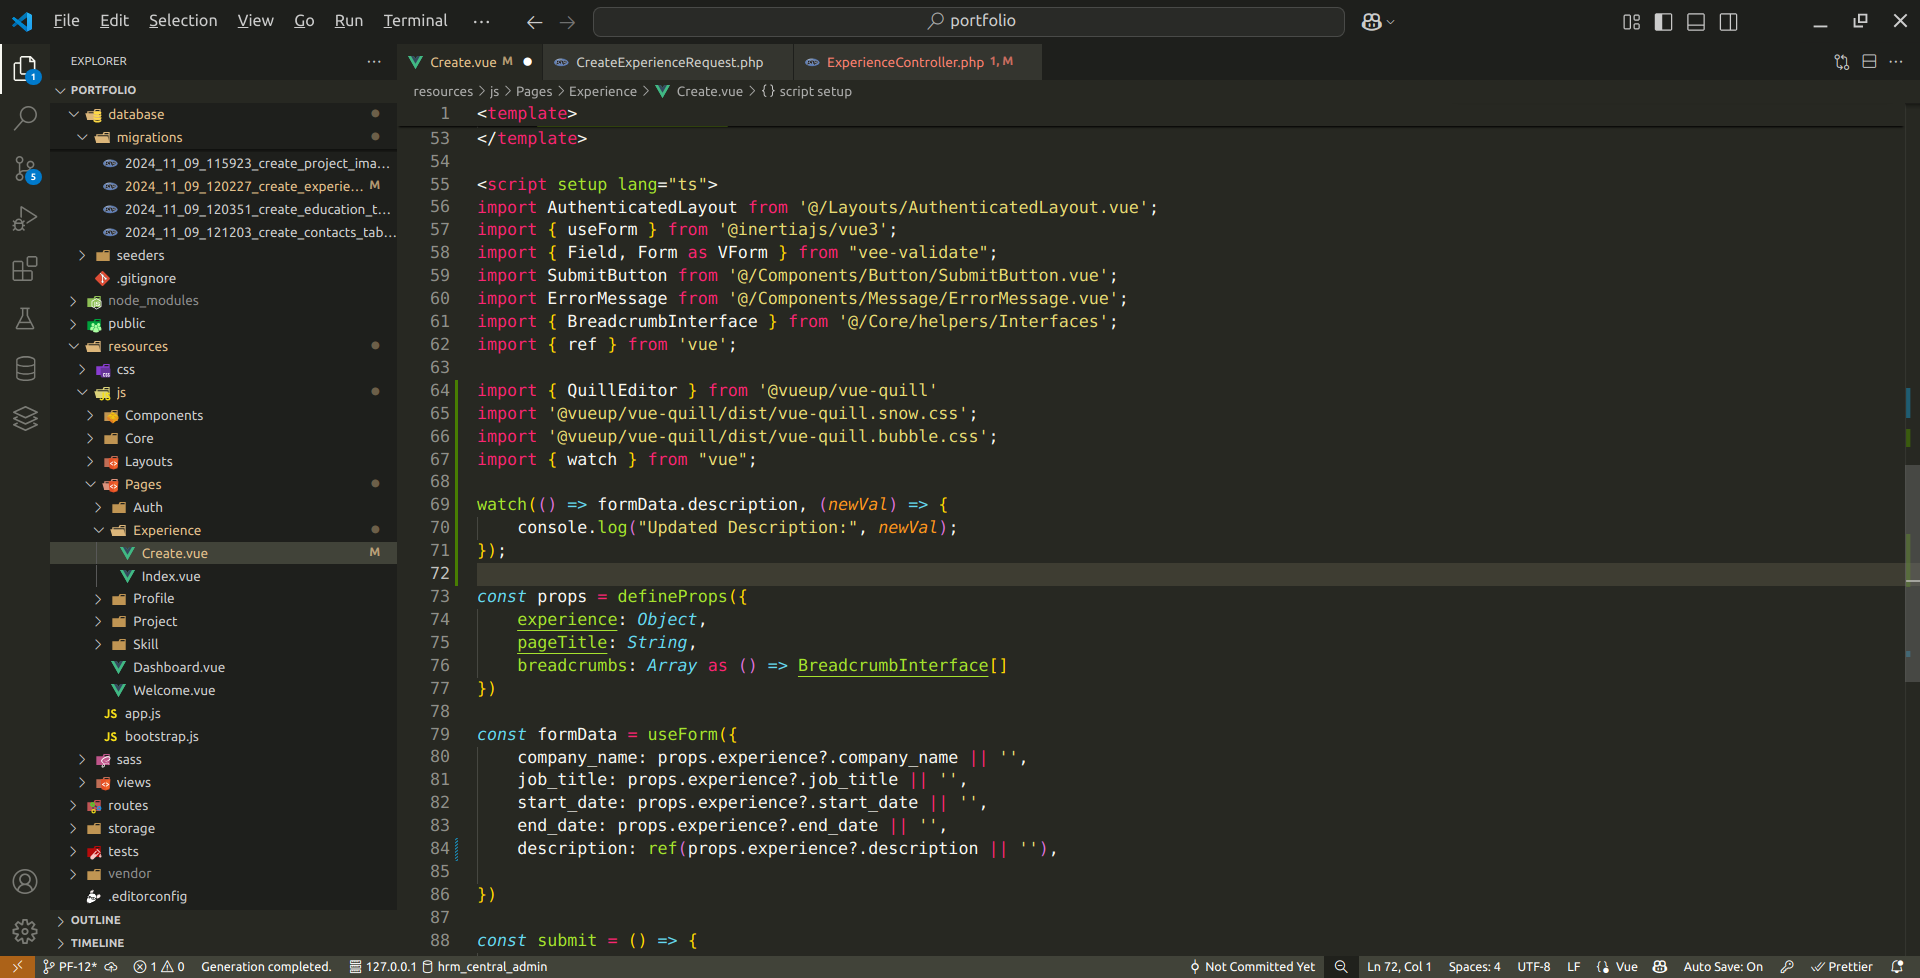 File Edit Selection View Go Run Terminal ··· portfolio
EXPLORER ···
PORTFOLIO
database
migrations
2024_11_09_115923_create_project_ima...
2024_11_09_120227_create_experie... M
2024_11_09_120351_create_education_t...
2024_11_09_121203_create_contacts_tab...
seeders
.gitignore
node_modules
public
resources
css
js
Components
Core
Layouts
Pages
Auth
Experience
Create.vue M
Index.vue
Profile
Project
Skill
Dashboard.vue
Welcome.vue
JS app.js
JS bootstrap.js
sass
views
routes
storage
tests
vendor
.editorconfig
OUTLINE
TIMELINE
1
5
Create.vue M CreateExperienceRequest.php ExperienceController.php 1, M ···
resources > js > Pages > Experience > Create.vue > {} script setup
1 <template>
53 </template>
54
55 <script setup lang="ts">
56 import AuthenticatedLayout from '@/Layouts/AuthenticatedLayout.vue';
57 import { useForm } from '@inertiajs/vue3';
58 import { Field, Form as VForm } from "vee-validate";
59 import SubmitButton from '@/Components/Button/SubmitButton.vue';
60 import ErrorMessage from '@/Components/Message/ErrorMessage.vue';
61 import { BreadcrumbInterface } from '@/Core/helpers/Interfaces';
62 import { ref } from 'vue';
63
64 import { QuillEditor } from '@vueup/vue-quill'
65 import '@vueup/vue-quill/dist/vue-quill.snow.css';
66 import '@vueup/vue-quill/dist/vue-quill.bubble.css';
67 import { watch } from "vue";
68
69 watch(() => formData.description, (newVal) => {
70 console.log("Updated Description:", newVal);
71 });
72
73 const props = defineProps({
74 experience: Object,
75 pageTitle: String,
76 breadcrumbs: Array as () => BreadcrumbInterface[]
77 })
78
79 const formData = useForm({
80 company_name: props.experience?.company_name || '',
81 job_title: props.experience?.job_title || '',
82 start_date: props.experience?.start_date || '',
83 end_date: props.experience?.end_date || '',
84 description: ref(props.experience?.description || ''),
85
86 })
87
88 const submit = () => {
PF-12* 1 0 Generation completed. 127.0.0.1 hrm_central_admin Not Committed Yet Ln 72, Col 1 Spaces: 4 UTF-8 LF {} Vue Auto Save: On Prettier